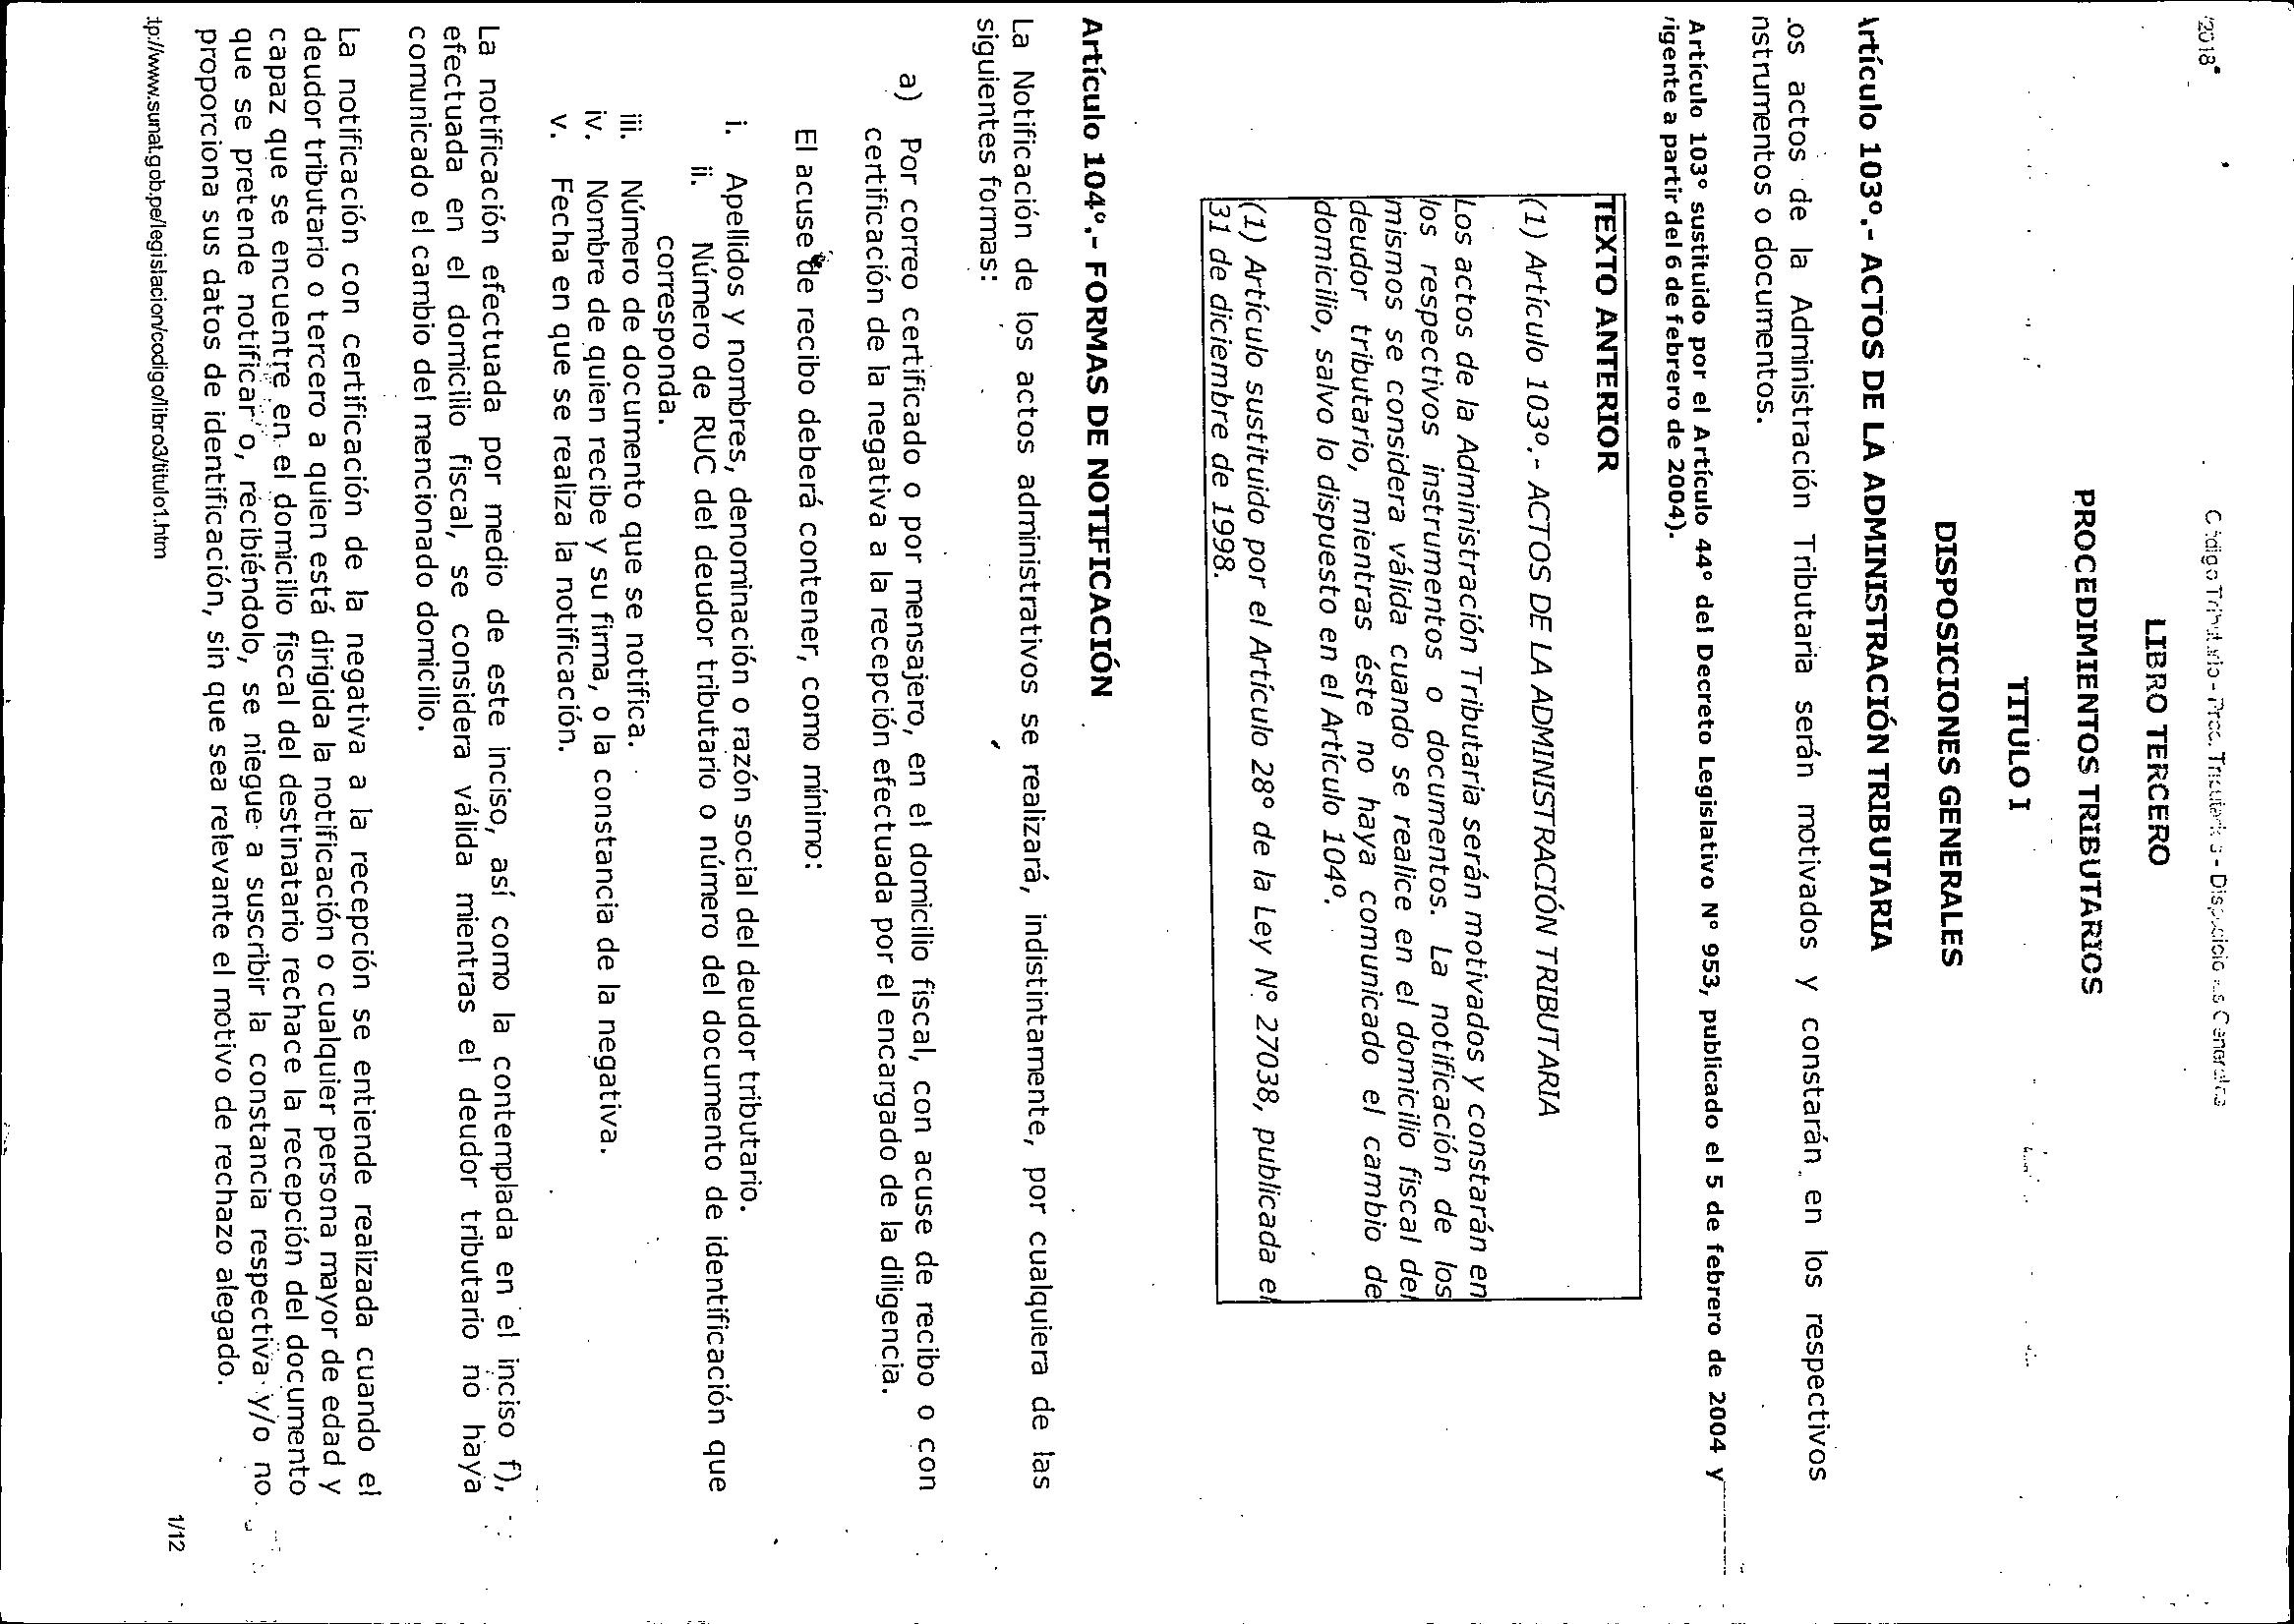 /2018
Código Tributario - Proc. Tributarios - Disposiciones Generales
LIBRO TERCERO
PROCEDIMIENTOS TRIBUTARIOS
TITULO I
DISPOSICIONES GENERALES
Artículo 103º.- ACTOS DE LA ADMINISTRACIÓN TRIBUTARIA
Los actos de la Administración Tributaria serán motivados y constarán en los respectivos
nstrumentos o documentos.
Artículo 103° sustituido por el Artículo 44° del Decreto Legislativo N° 953, publicado el 5 de febrero de 2004 y
vigente a partir del 6 de febrero de 2004).
TEXTO ANTERIOR
(1) Artículo 103º.- ACTOS DE LA ADMINISTRACIÓN TRIBUTARIA
Los actos de la Administración Tributaria serán motivados y constarán en
los respectivos instrumentos o documentos. La notificación de los
mismos se considera válida cuando se realice en el domicilio fiscal del
deudor tributario, mientras éste no haya comunicado el cambio de
domicilio, salvo lo dispuesto en el Artículo 104º.
(1) Artículo sustituido por el Artículo 28° de la Ley N° 27038, publicada el
31 de diciembre de 1998.
Artículo 104º.- FORMAS DE NOTIFICACIÓN
La Notificación de los actos administrativos se realizará, indistintamente, por cualquiera de las
siguientes formas:
a) Por correo certificado o por mensajero, en el domicilio fiscal, con acuse de recibo o con
certificación de la negativa a la recepción efectuada por el encargado de la diligencia.
El acuse de recibo deberá contener, como mínimo:
i. Apellidos y nombres, denominación o razón social del deudor tributario.
ii. Número de RUC del deudor tributario o número del documento de identificación que
corresponda.
iii. Número de documento que se notifica.
iv. Nombre de quien recibe y su firma, o la constancia de la negativa.
v. Fecha en que se realiza la notificación.
La notificación efectuada por medio de este inciso, así como la contemplada en el inciso f),
efectuada en el domicilio fiscal, se considera válida mientras el deudor tributario no haya
comunicado el cambio del mencionado domicilio.
La notificación con certificación de la negativa a la recepción se entiende realizada cuando el
deudor tributario o tercero a quien está dirigida la notificación o cualquier persona mayor de edad y
capaz que se encuentre en el domicilio fiscal del destinatario rechace la recepción del documento
que se pretende notificar o, recibiéndolo, se niegue a suscribir la constancia respectiva y/o no
proporciona sus datos de identificación, sin que sea relevante el motivo de rechazo alegado.
tp://www.sunat.gob.pe/legislacion/codigo/libro3/titulo1.htm
1/12